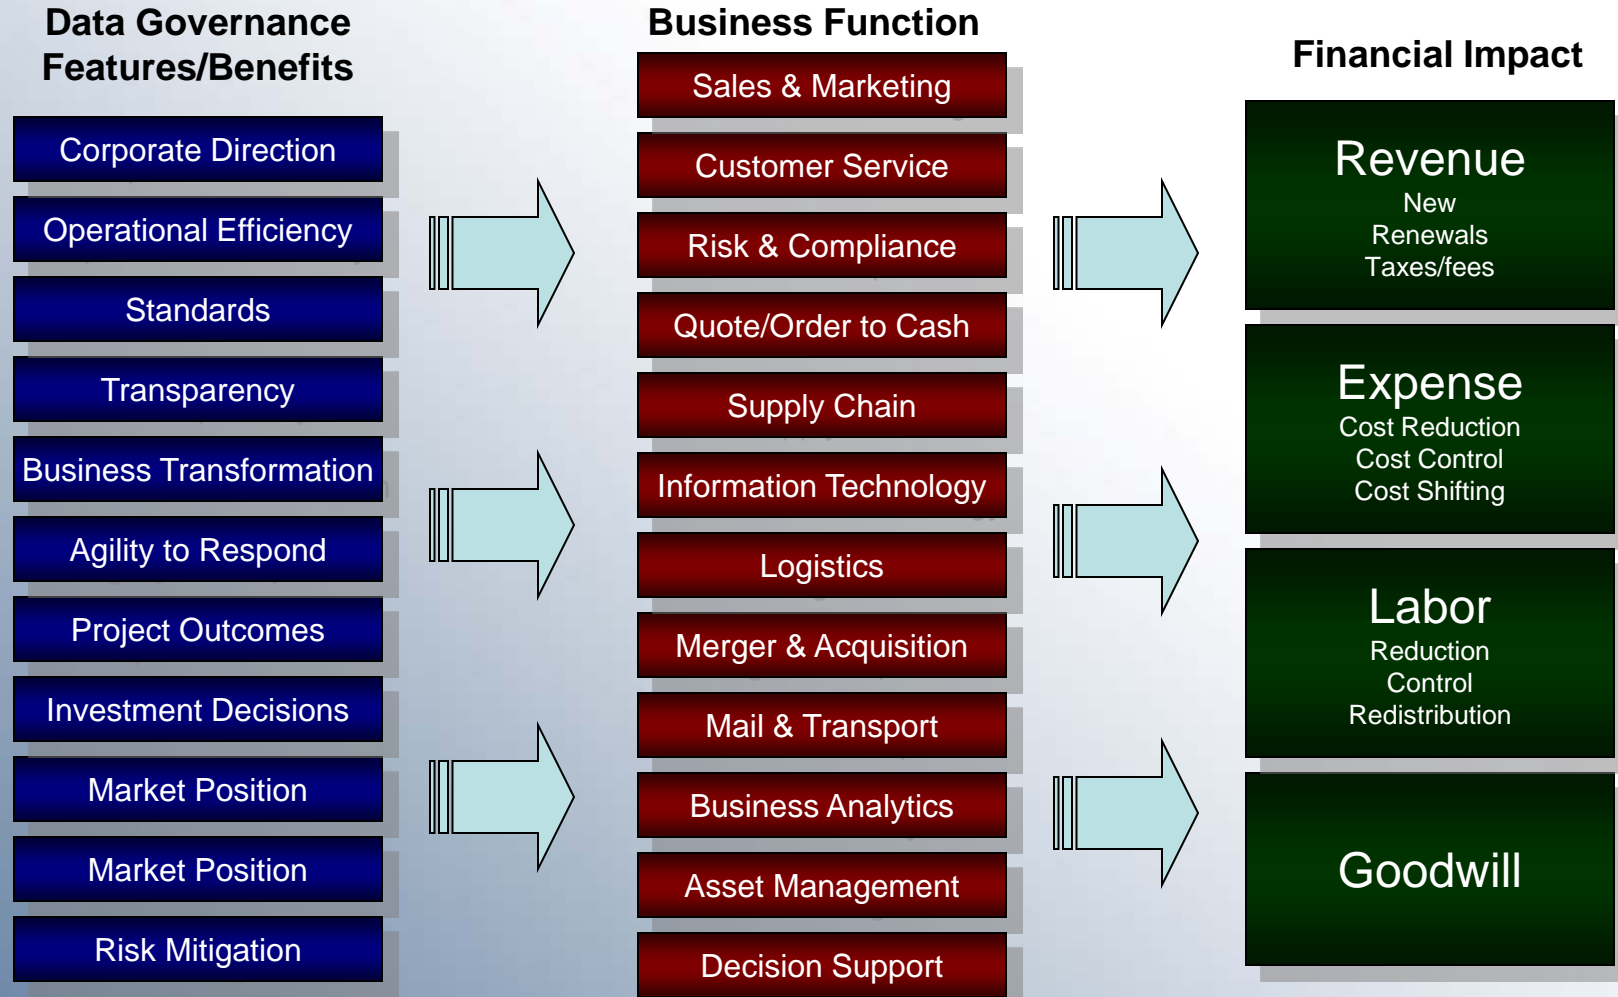 Data Governance
Features/Benefits
Corporate Direction
Operational Efficiency
Standards
Transparency
Business Transformation
Agility to Respond
Project Outcomes
Investment Decisions
Market Position
Market Position
Risk Mitigation
Business Function
Sales & Marketing
Customer Service
Risk & Compliance
Quote/Order to Cash
Supply Chain
Information Technology
Logistics
Merger & Acquisition
Mail & Transport
Business Analytics
Asset Management
Decision Support
Financial Impact
Revenue
New
Renewals
Taxes/fees
Expense
Cost Reduction
Cost Control
Cost Shifting
Labor
Reduction
Control
Redistribution
Goodwill